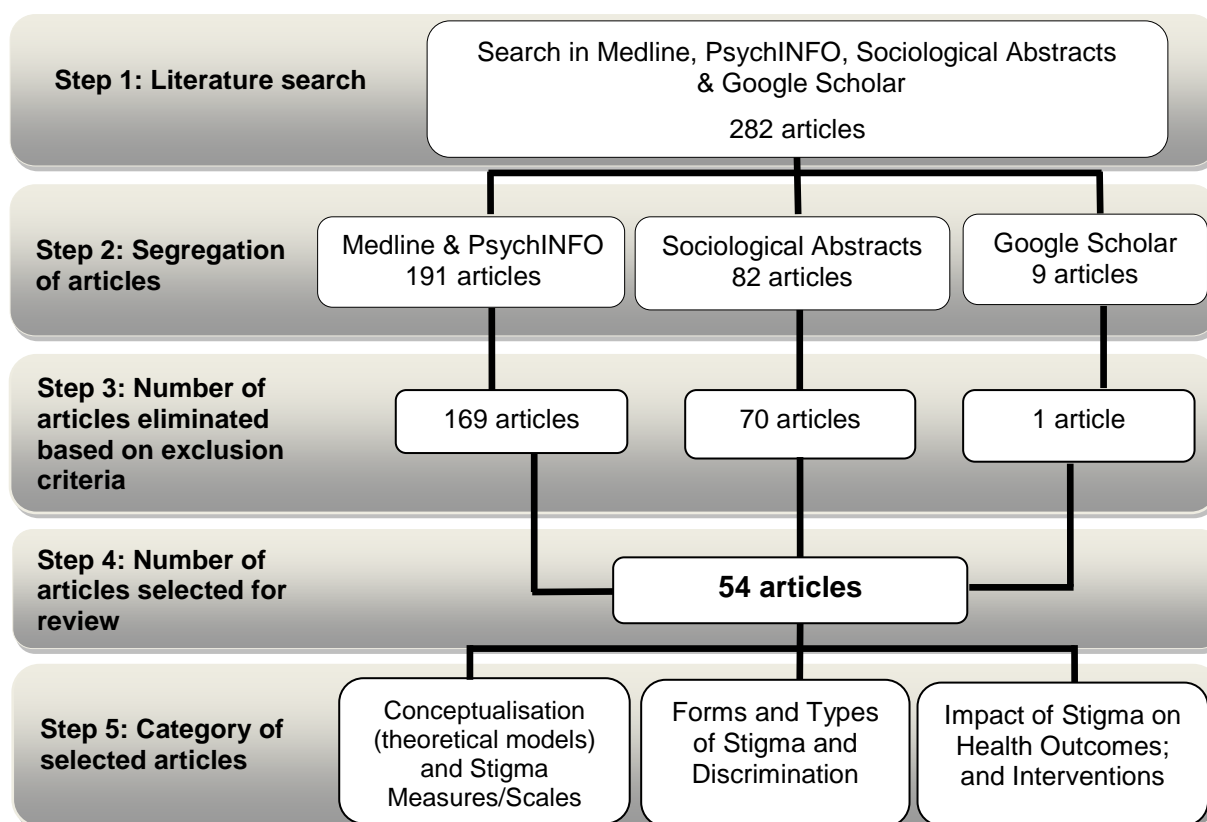 Step 1: Literature search
Search in Medline, PsychINFO, Sociological Abstracts
& Google Scholar
282 articles
Step 2: Segregation
of articles
Medline & PsychINFO
191 articles
Sociological Abstracts
82 articles
Google Scholar
9 articles
Step 3: Number of
articles eliminated
based on exclusion
criteria
169 articles
70 articles
1 article
Step 4: Number of
articles selected for
review
54 articles
Step 5: Category of
selected articles
Conceptualisation
(theoretical models)
and Stigma
Measures/Scales
Forms and Types
of Stigma and
Discrimination
Impact of Stigma on
Health Outcomes;
and Interventions